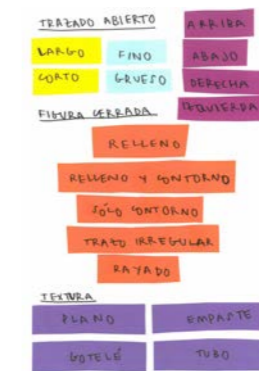 TRAZADO ABIERTO
ARRIBA
LARGO FINO ABAJO
CORTO GRUESO DERECHA
IZQUIERDA
FIGURA CERRADA
RELLENO
RELLENO Y CONTORNO
SÓLO CONTORNO
TRAZO IRREGULAR
RAYADO
TEXTURA
PLANO EMPASTE
GOTELÉ TUBO